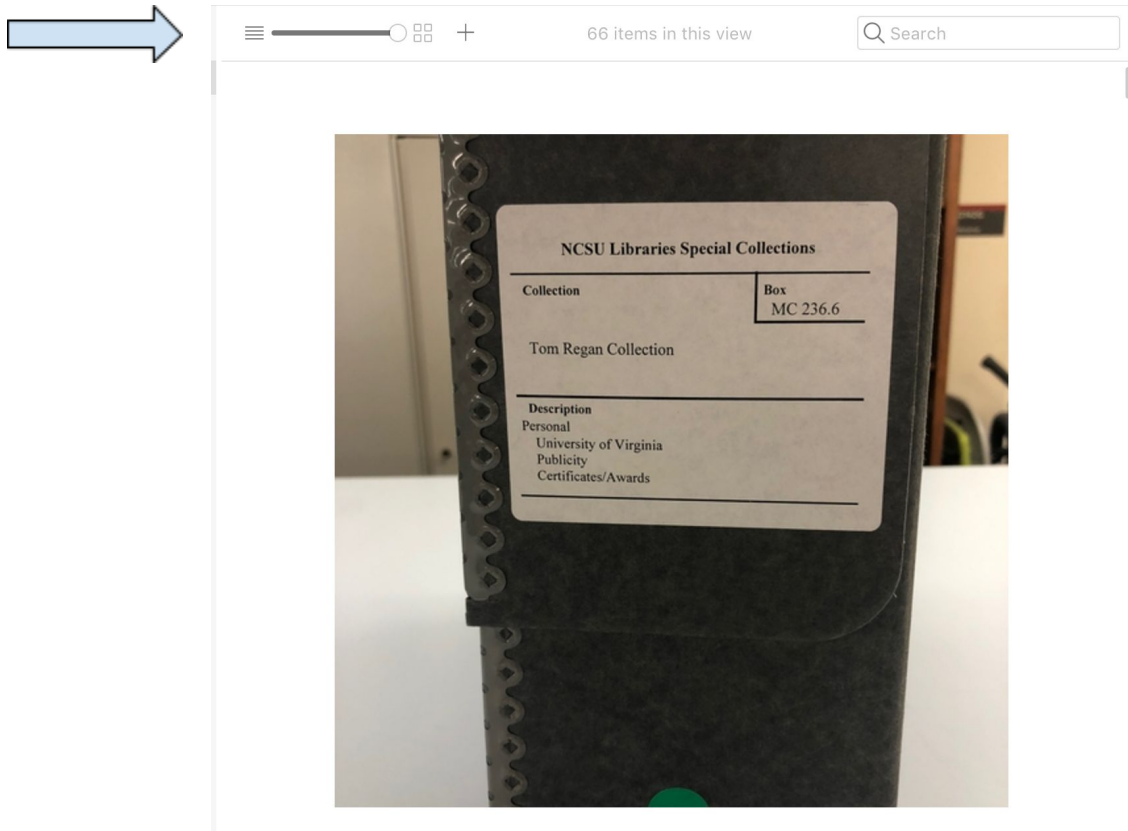 66 items in this view
Search
NCSU Libraries Special Collections
Collection
Box
MC 236.6
Tom Regan Collection
Description
Personal
University of Virginia
Publicity
Certificates/Awards